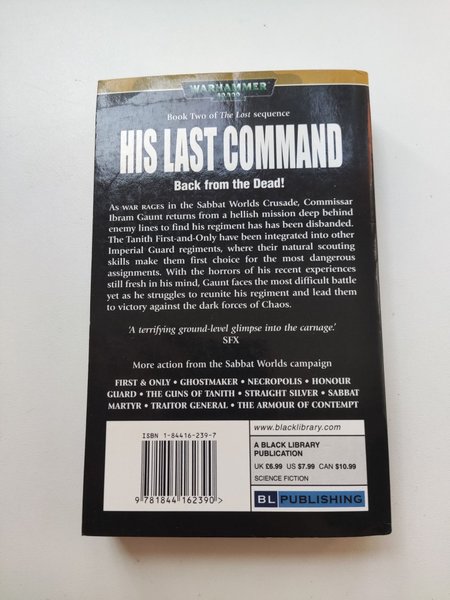 WARHAMMER
40,000
Book Two of The Lost sequence
HIS LAST COMMAND
Back from the Dead!
AS WAR RAGES in the Sabbat Worlds Crusade, Commissar
Ibram Gaunt returns from a hellish mission deep behind
enemy lines to find his regiment has has been disbanded.
The Tanith First-and-Only have been integrated into other
Imperial Guard regiments, where their natural scouting
skills make them first choice for the most dangerous
assignments. With the horrors of his recent experiences
still fresh in his mind, Gaunt faces the most difficult battle
yet as he struggles to reunite his regiment and lead them
to victory against the dark forces of Chaos.
'A terrifying ground-level glimpse into the carnage.'
SFX
More action from the Sabbat Worlds campaign
FIRST & ONLY • GHOSTMAKER • NECROPOLIS • HONOUR
GUARD • THE GUNS OF TANITH • STRAIGHT SILVER • SABBAT
MARTYR • TRAITOR GENERAL • THE ARMOUR OF CONTEMPT
ISBN 1-84416-239-7
9 781844 162390 >
www.blacklibrary.com
A BLACK LIBRARY
PUBLICATION
UK £6.99 US $7.99 CAN $10.99
SCIENCE FICTION
BL PUBLISHING